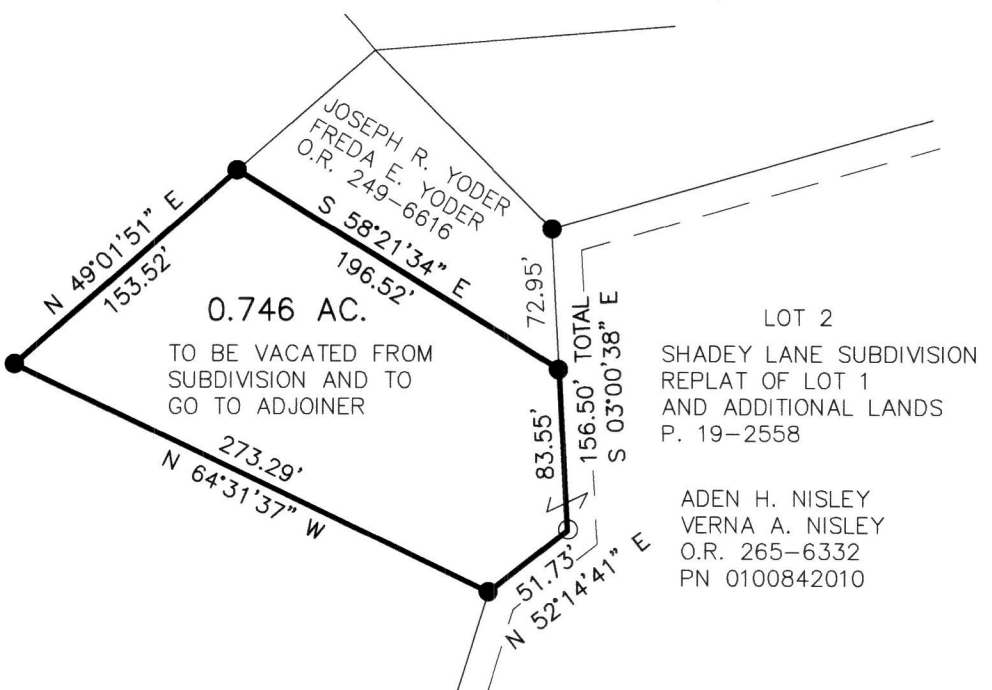 JOSEPH R. YODER
FREDA E. YODER
O.R. 249-6616
N 49°01'51" E
153.52'
S 58°21'34" E
196.52'
0.746 AC.
TO BE VACATED FROM
SUBDIVISION AND TO
GO TO ADJOINER
72.95'
156.50' TOTAL
S 03°00'38" E
83.55'
273.29'
N 64°31'37" W
51.73'
N 52°14'41" E
LOT 2
SHADEY LANE SUBDIVISION
REPLAT OF LOT 1
AND ADDITIONAL LANDS
P. 19-2558
ADEN H. NISLEY
VERNA A. NISLEY
O.R. 265-6332
PN 0100842010